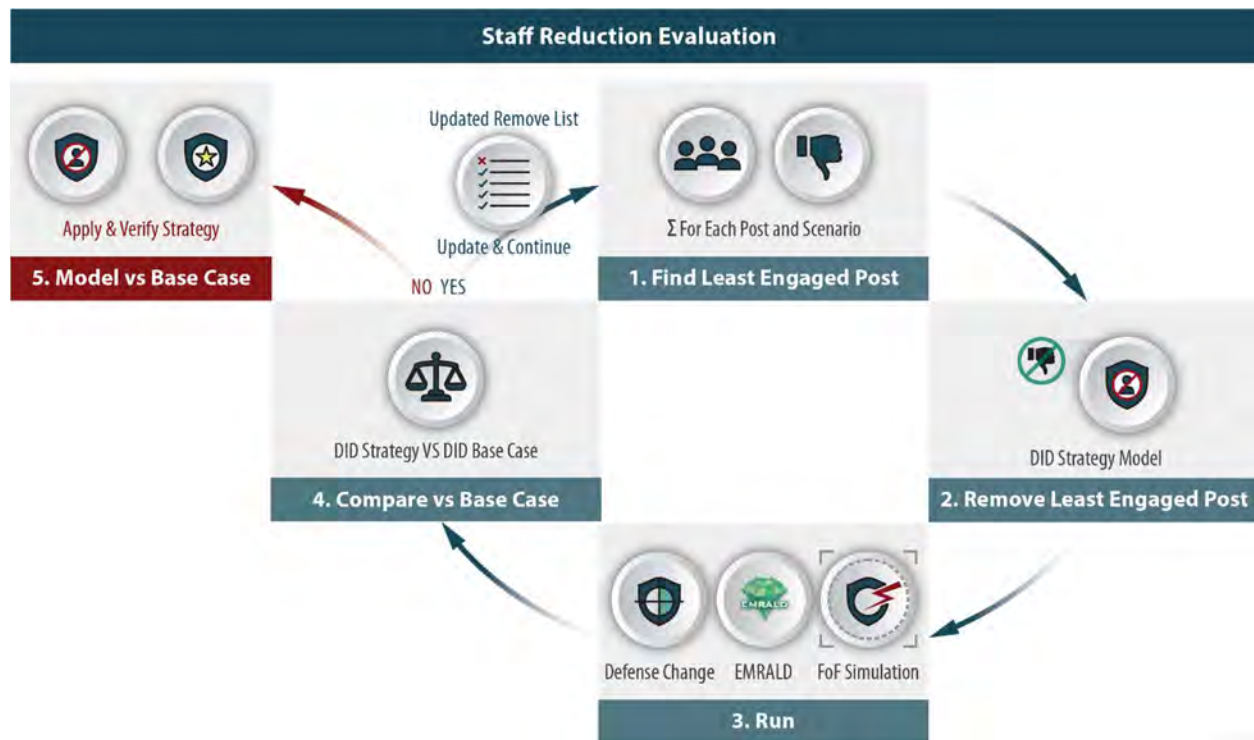 Staff Reduction Evaluation
Updated Remove List
Update & Continue
Apply & Verify Strategy
5. Model vs Base Case
NO YES
Σ For Each Post and Scenario
1. Find Least Engaged Post
DID Strategy Model
2. Remove Least Engaged Post
Defense Change
EMRALD
EMRALD
FoF Simulation
3. Run
DID Strategy VS DID Base Case
4. Compare vs Base Case